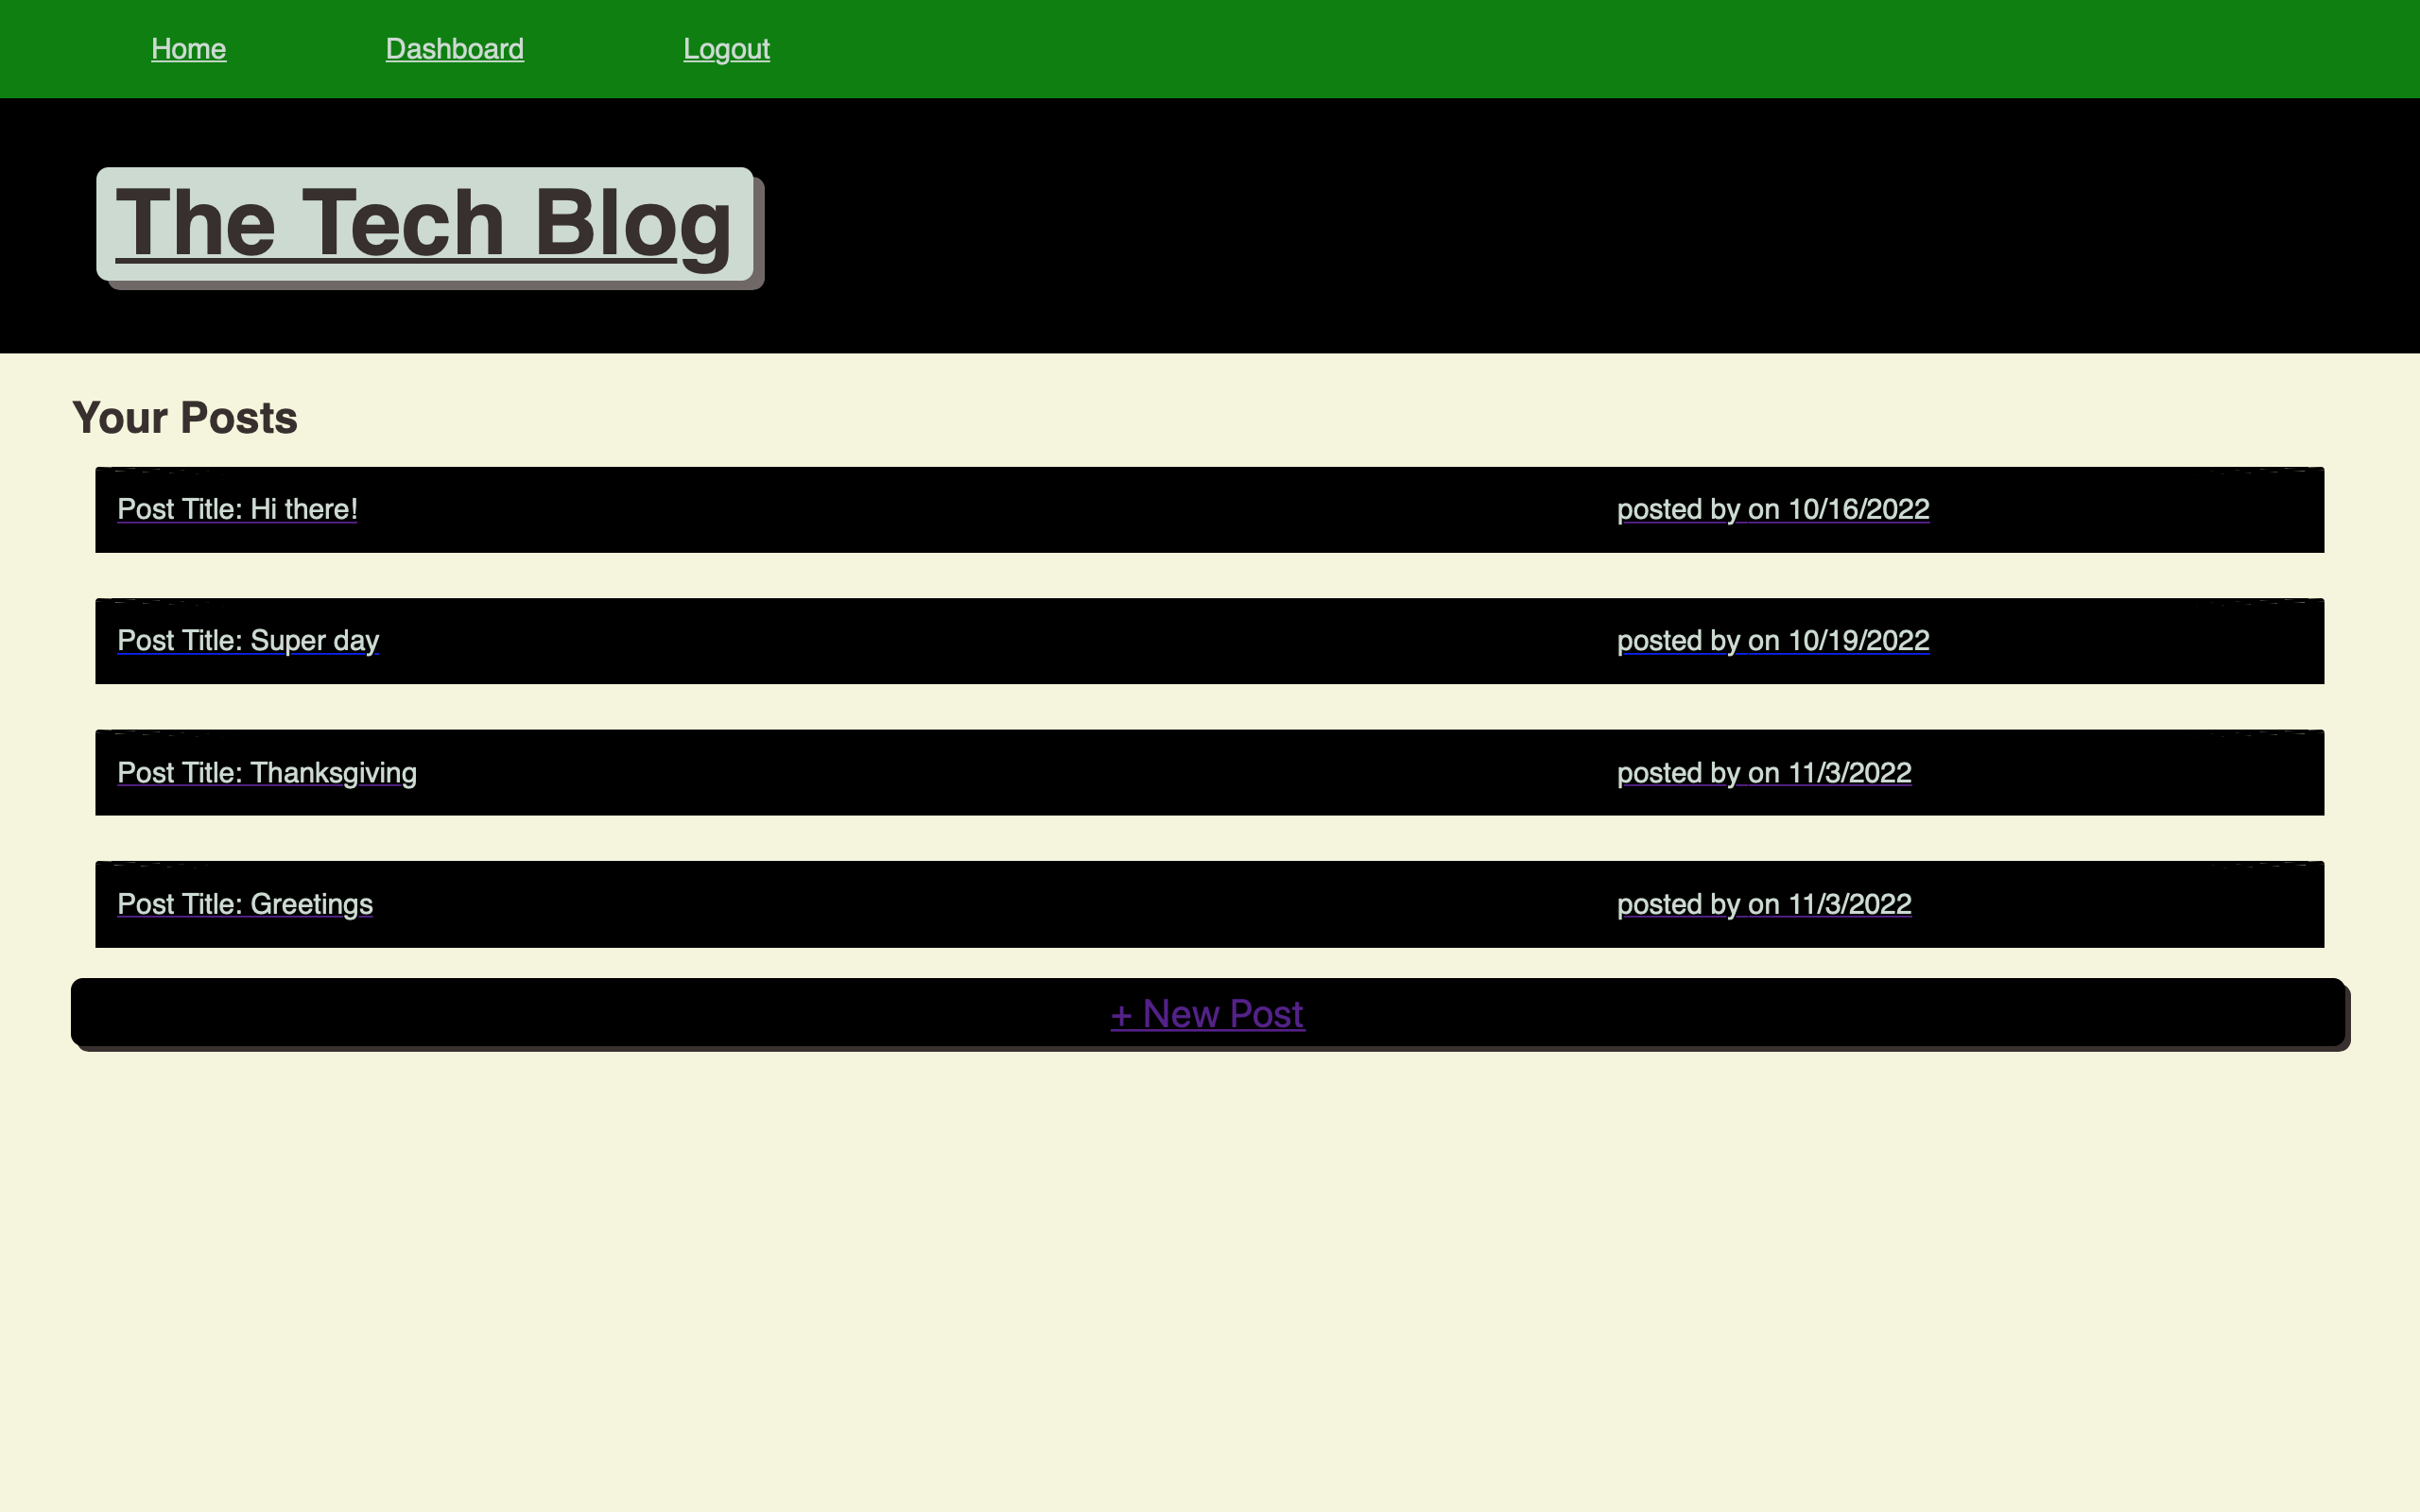 Home Dashboard Logout
The Tech Blog
Your Posts
Post Title: Hi there! posted by on 10/16/2022
Post Title: Super day posted by on 10/19/2022
Post Title: Thanksgiving posted by on 11/3/2022
Post Title: Greetings posted by on 11/3/2022
+ New Post